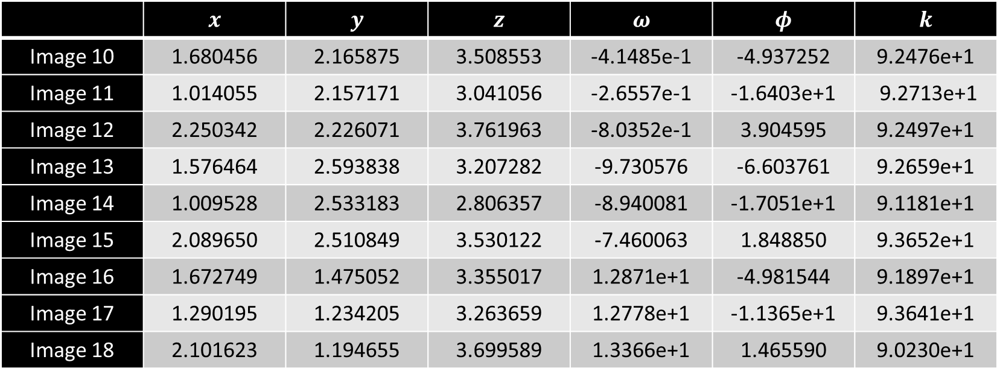 x y z ω ϕ k
Image 10 1.680456 2.165875 3.508553 -4.1485e-1 -4.937252 9.2476e+1
Image 11 1.014055 2.157171 3.041056 -2.6557e-1 -1.6403e+1 9.2713e+1
Image 12 2.250342 2.226071 3.761963 -8.0352e-1 3.904595 9.2497e+1
Image 13 1.576464 2.593838 3.207282 -9.730576 -6.603761 9.2659e+1
Image 14 1.009528 2.533183 2.806357 -8.940081 -1.7051e+1 9.1181e+1
Image 15 2.089650 2.510849 3.530122 -7.460063 1.848850 9.3652e+1
Image 16 1.672749 1.475052 3.355017 1.2871e+1 -4.981544 9.1897e+1
Image 17 1.290195 1.234205 3.263659 1.2778e+1 -1.1365e+1 9.3641e+1
Image 18 2.101623 1.194655 3.699589 1.3366e+1 1.465590 9.0230e+1